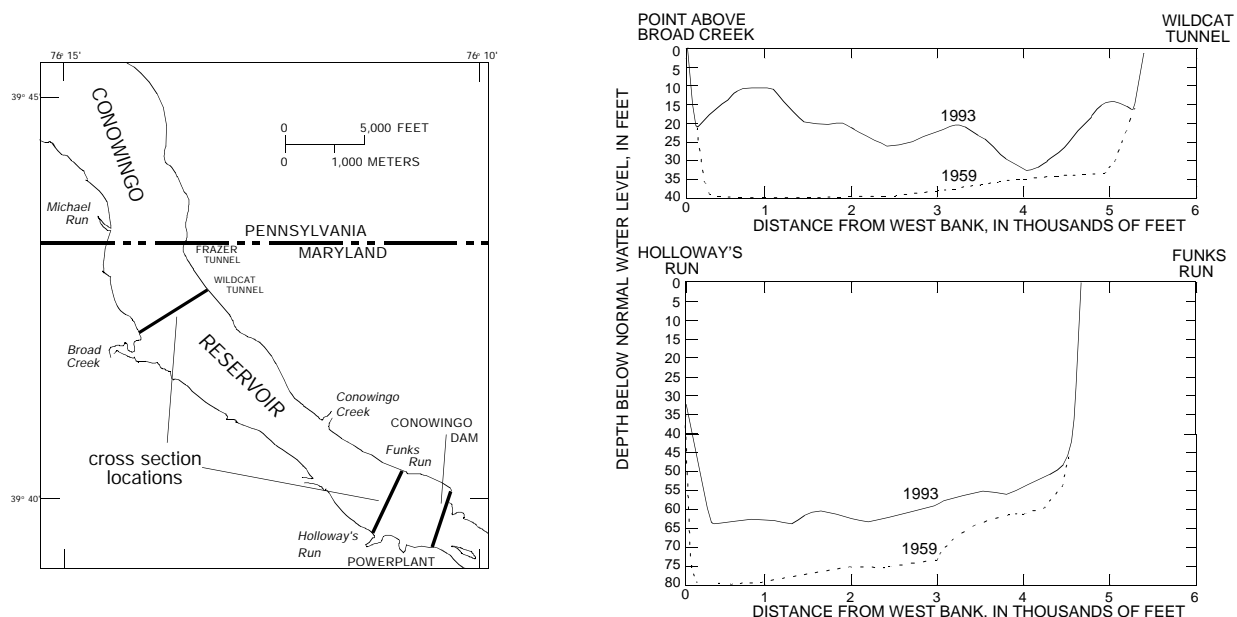 76° 15'
76° 10'
39° 45'
CONOWINGO
0
5,000 FEET
0
1,000 METERS
Michael
Run
PENNSYLVANIA
MARYLAND
FRAZER
TUNNEL
WILDCAT
TUNNEL
Broad
Creek
RESERVOIR
Conowingo
Creek
CONOWINGO
DAM
Funks
Run
cross section
locations
39° 40'
Holloway's
Run
POWERPLANT
DEPTH BELOW NORMAL WATER LEVEL, IN FEET
POINT ABOVE
BROAD CREEK
WILDCAT
TUNNEL
0
5
10
15
20
25
30
35
40
1993
1959
0 1 2 3 4 5 6
DISTANCE FROM WEST BANK, IN THOUSANDS OF FEET
HOLLOWAY'S
RUN
FUNKS
RUN
0
5
10
15
20
25
30
35
40
45
50
55
60
65
70
75
80
1993
1959
0 1 2 3 4 5 6
DISTANCE FROM WEST BANK, IN THOUSANDS OF FEET